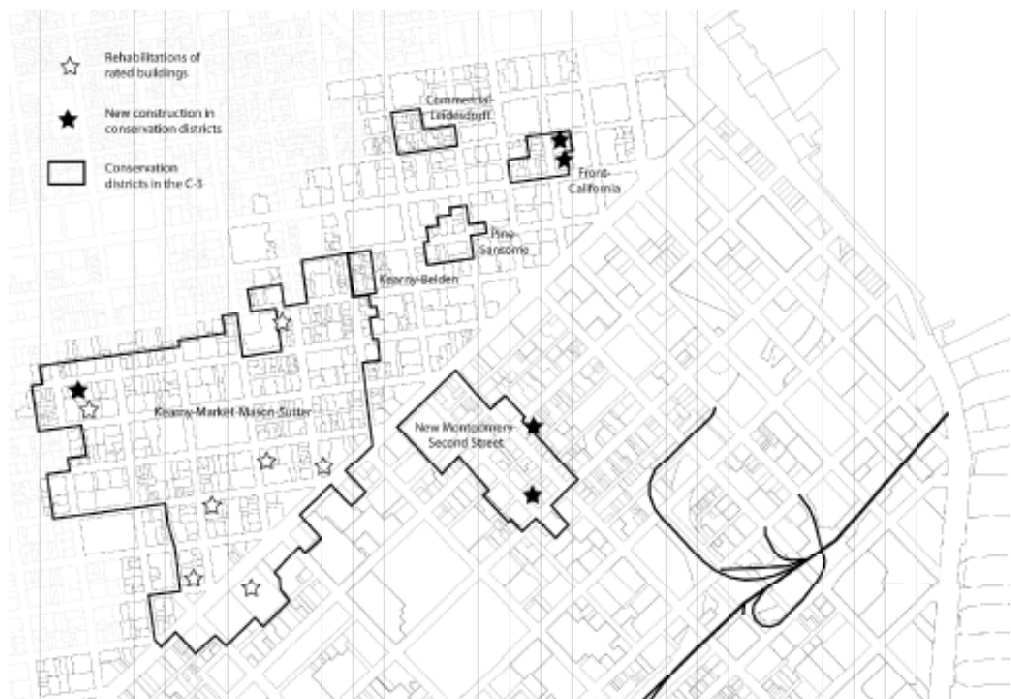 Rehabilitations of
rated buildings
New construction in
conservation districts
Conservation
districts in the C-3
Commercial-
Leidesdorff
Front-
California
Pine
Sansome
Kearny-Belden
Kearny-Market-Mason-Sutter
New Montgomery-
Second Street